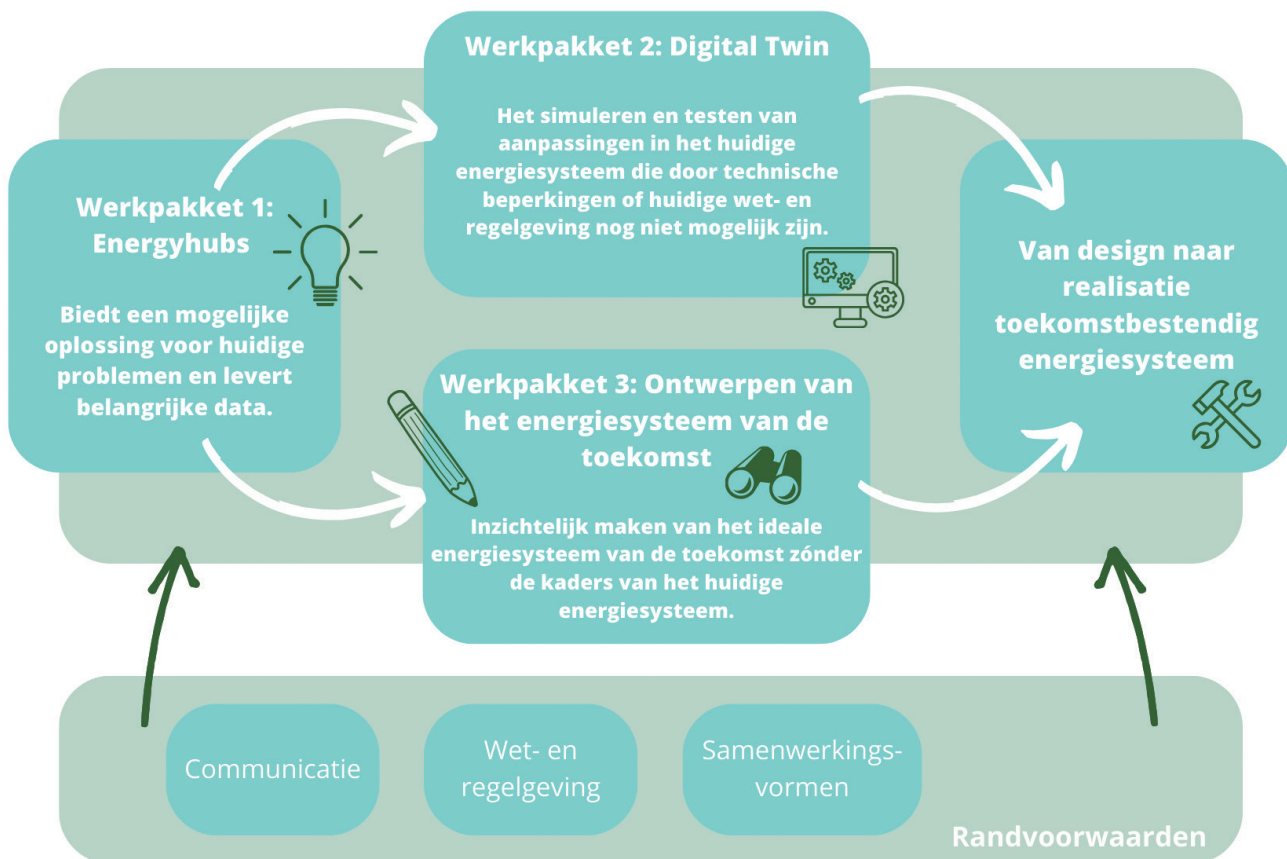 Werkpakket 1:
Energyhubs
Biedt een mogelijke
oplossing voor huidige
problemen en levert
belangrijke data.
Werkpakket 2: Digital Twin
Het simuleren en testen van
aanpassingen in het huidige
energiesysteem die door technische
beperkingen of huidige wet- en
regelgeving nog niet mogelijk zijn.
Werkpakket 3: Ontwerpen van
het energiesysteem van de
toekomst
Inzichtelijk maken van het ideale
energiesysteem van de toekomst zónder
de kaders van het huidige
energiesysteem.
Van design naar
realisatie
toekomstbestendig
energiesysteem
Communicatie
Wet- en
regelgeving
Samenwerkings-
vormen
Randvoorwaarden